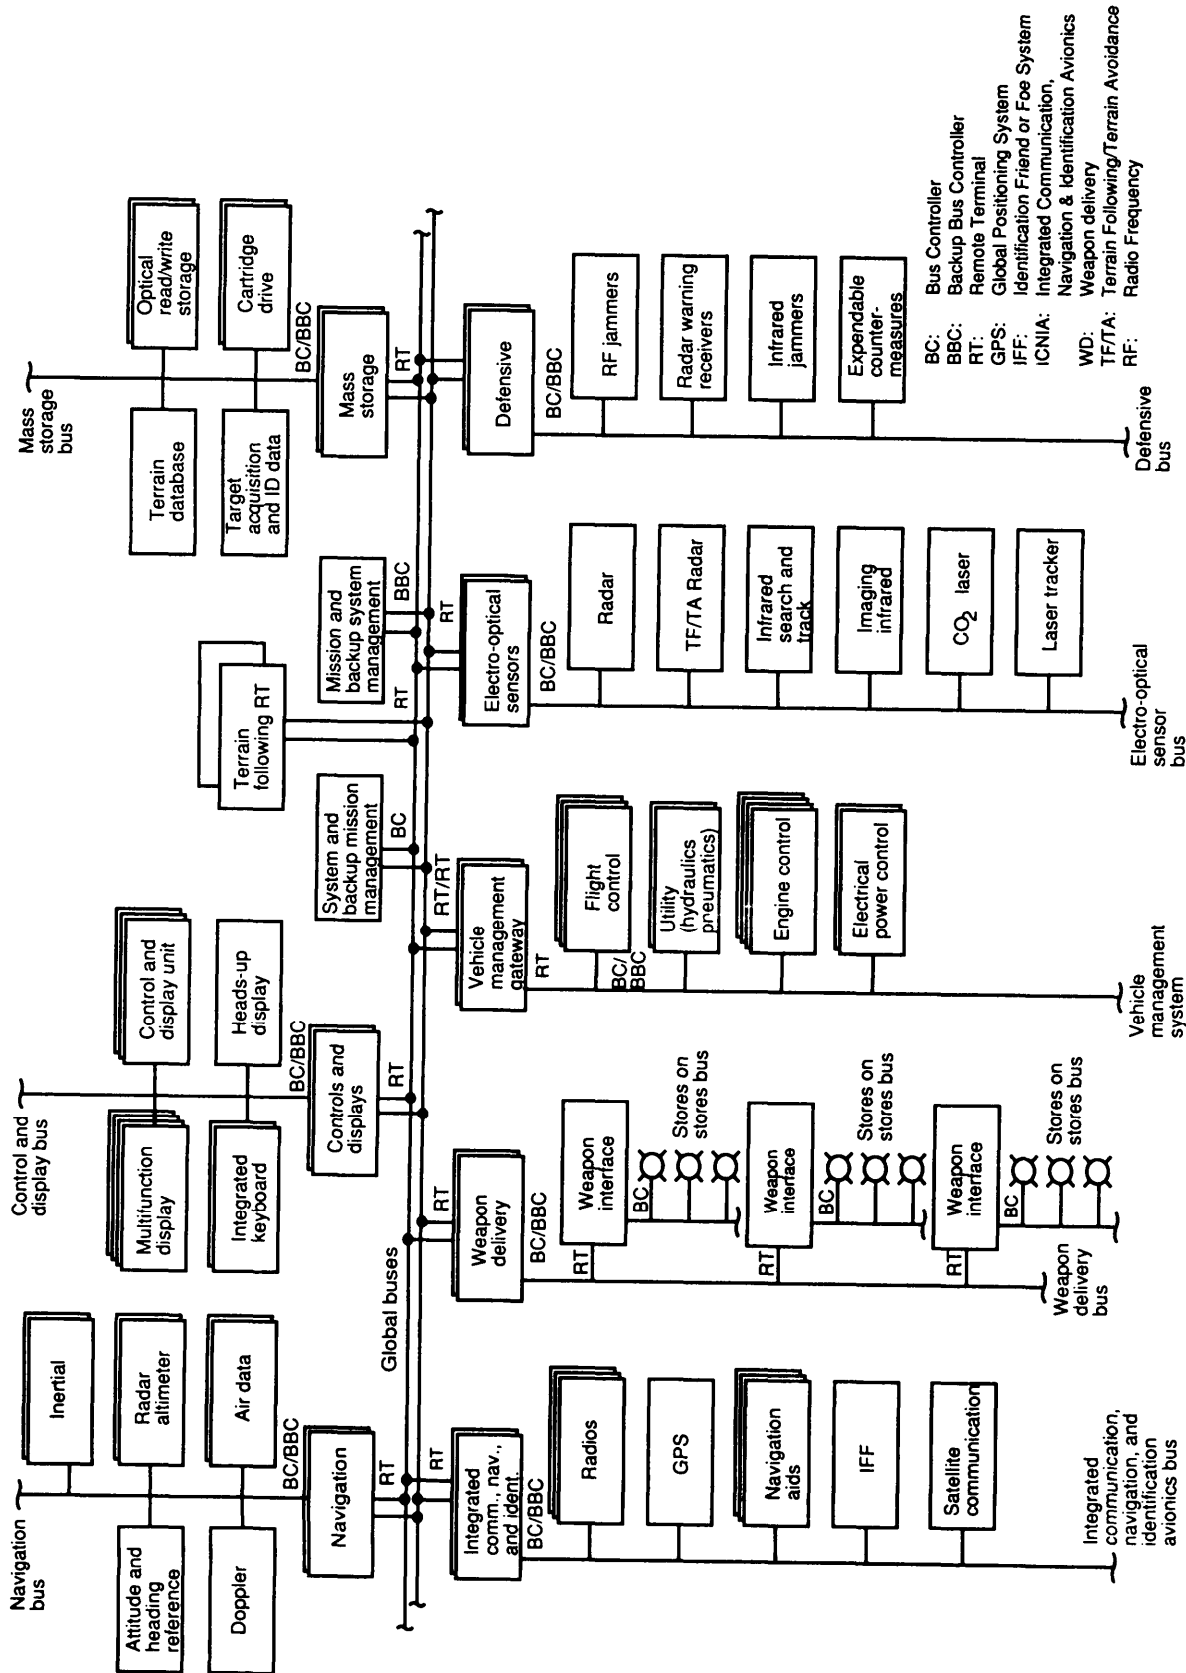 Navigation
bus
Inertial
Attitude and
heading
reference
Radar
altimeter
Doppler
Air data
BC/BBC
Navigation
RT
Control and
display bus
Multifunction
display
Control and
display unit
Integrated
keyboard
Heads-up
display
BC/BBC
Controls and
displays
RT
System and
backup mission
management
BC
Terrain
following RT
RT
Mission and
backup system
management
BBC
Mass
storage
bus
Terrain
database
Optical
read/write
storage
Target
acquisition
and ID data
Cartridge
drive
BC/BBC
Mass
storage
RT
Global buses
RT
Integrated
comm., nav.,
and ident.
BC/BBC
Radios
GPS
Navigation
aids
IFF
Satellite
communication
Integrated
communication,
navigation, and
identification
avionics bus
RT
Weapon
delivery
BC/BBC
Weapon
interface
RT
BC
Stores on
stores bus
Weapon
interface
RT
BC
Stores on
stores bus
Weapon
interface
RT
BC
Stores on
stores bus
Weapon
delivery
bus
RT/RT
Vehicle
management
gateway
RT
Flight
control
BC/
BBC
Utility
(hydraulics
pneumatics)
Engine control
Electrical
power control
Vehicle
management
system
RT
Electro-optical
sensors
BC/BBC
Radar
TF/TA Radar
Infrared
search and
track
Imaging
infrared
CO2 laser
Laser tracker
Electro-optical
sensor
bus
Defensive
BC/BBC
RF jammers
Radar warning
receivers
Infrared
jammers
Expendable
counter-
measures
Defensive
bus
BC: Bus Controller
BBC: Backup Bus Controller
RT: Remote Terminal
GPS: Global Positioning System
IFF: Identification Friend or Foe System
ICNIA: Integrated Communication,
Navigation & Identification Avionics
WD: Weapon delivery
TF/TA: Terrain Following/Terrain Avoidance
RF: Radio Frequency